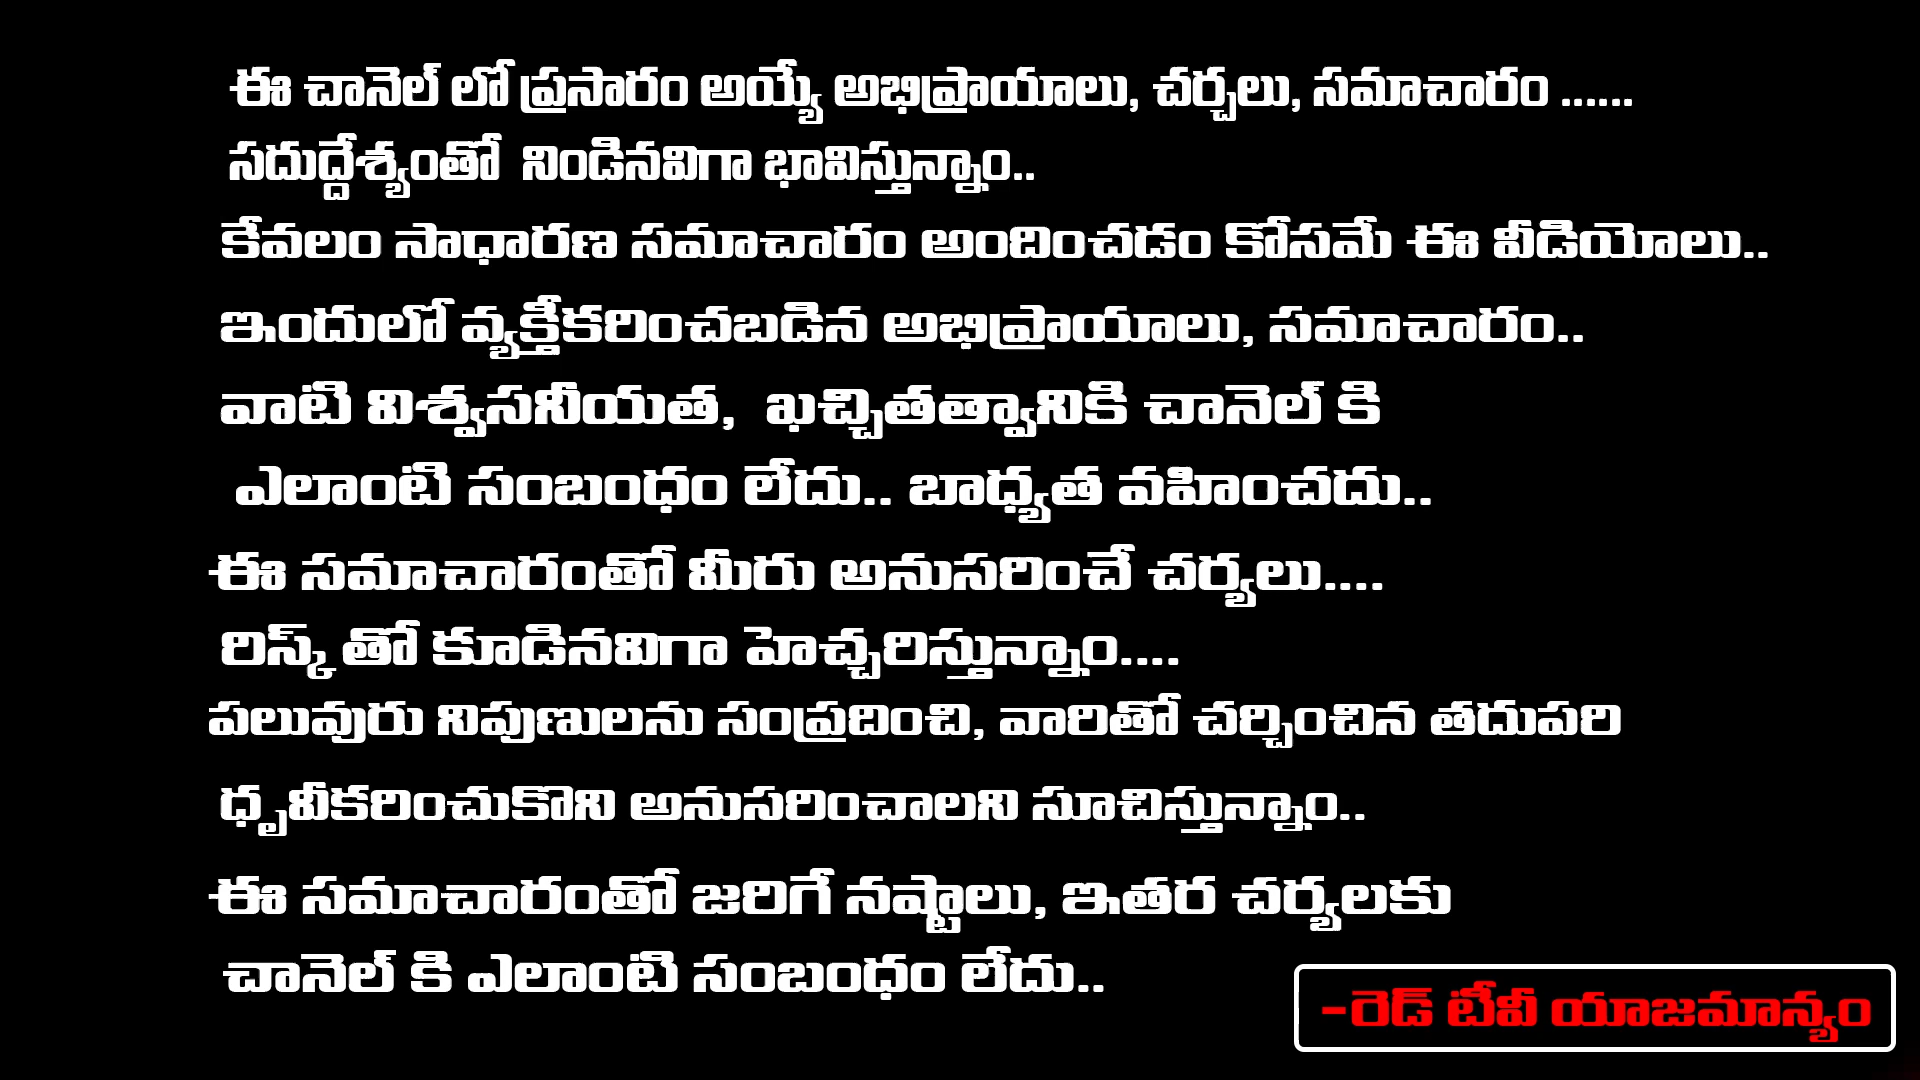 ఈ చానెల్ లో ప్రసారం అయ్యే అభిప్రాయాలు, చర్చలు, సమాచారం ......
సదుద్దేశ్యంతో నిండినవిగా భావిస్తున్నాం..
కేవలం సాధారణ సమాచారం అందించడం కోసమే ఈ వీడియోలు..
ఇందులో వ్యక్తీకరించబడిన అభిప్రాయాలు, సమాచారం..
వాటి విశ్వసనీయత, ఖచ్చితత్వానికి చానెల్ కి
ఎలాంటి సంబంధం లేదు.. బాధ్యత వహించదు..
ఈ సమాచారంతో మీరు అనుసరించే చర్యలు....
రిస్క్ తో కూడినవిగా హెచ్చరిస్తున్నాం....
పలువురు నిపుణులను సంప్రదించి, వారితో చర్చించిన తదుపరి
ధృవీకరించుకొని అనుసరించాలని సూచిస్తున్నాం..
ఈ సమాచారంతో జరిగే నష్టాలు, ఇతర చర్యలకు
చానెల్ కి ఎలాంటి సంబంధం లేదు..
-రెడ్ టీవీ యాజమాన్యం